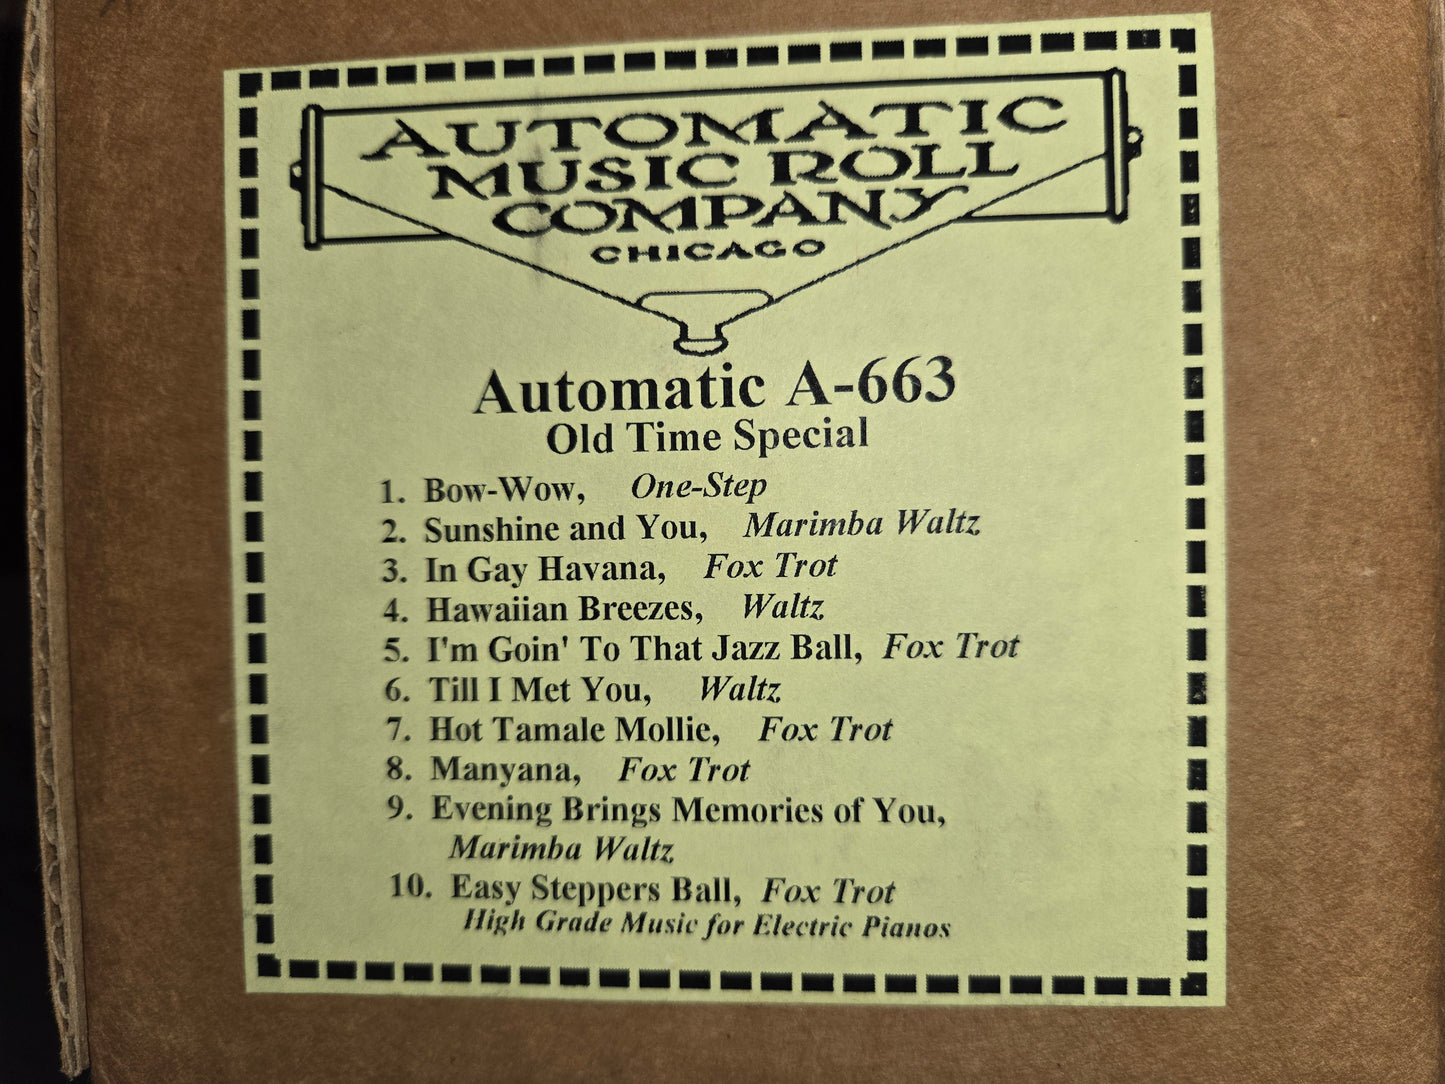 AUTOMATIC
MUSIC ROLL
COMPANY
CHICAGO
Automatic A-663
Old Time Special
1. Bow-Wow, One-Step
2. Sunshine and You, Marimba Waltz
3. In Gay Havana, Fox Trot
4. Hawaiian Breezes, Waltz
5. I'm Goin' To That Jazz Ball, Fox Trot
6. Till I Met You, Waltz
7. Hot Tamale Mollie, Fox Trot
8. Manyana, Fox Trot
9. Evening Brings Memories of You,
Marimba Waltz
10. Easy Steppers Ball, Fox Trot
High Grade Music for Electric Pianos